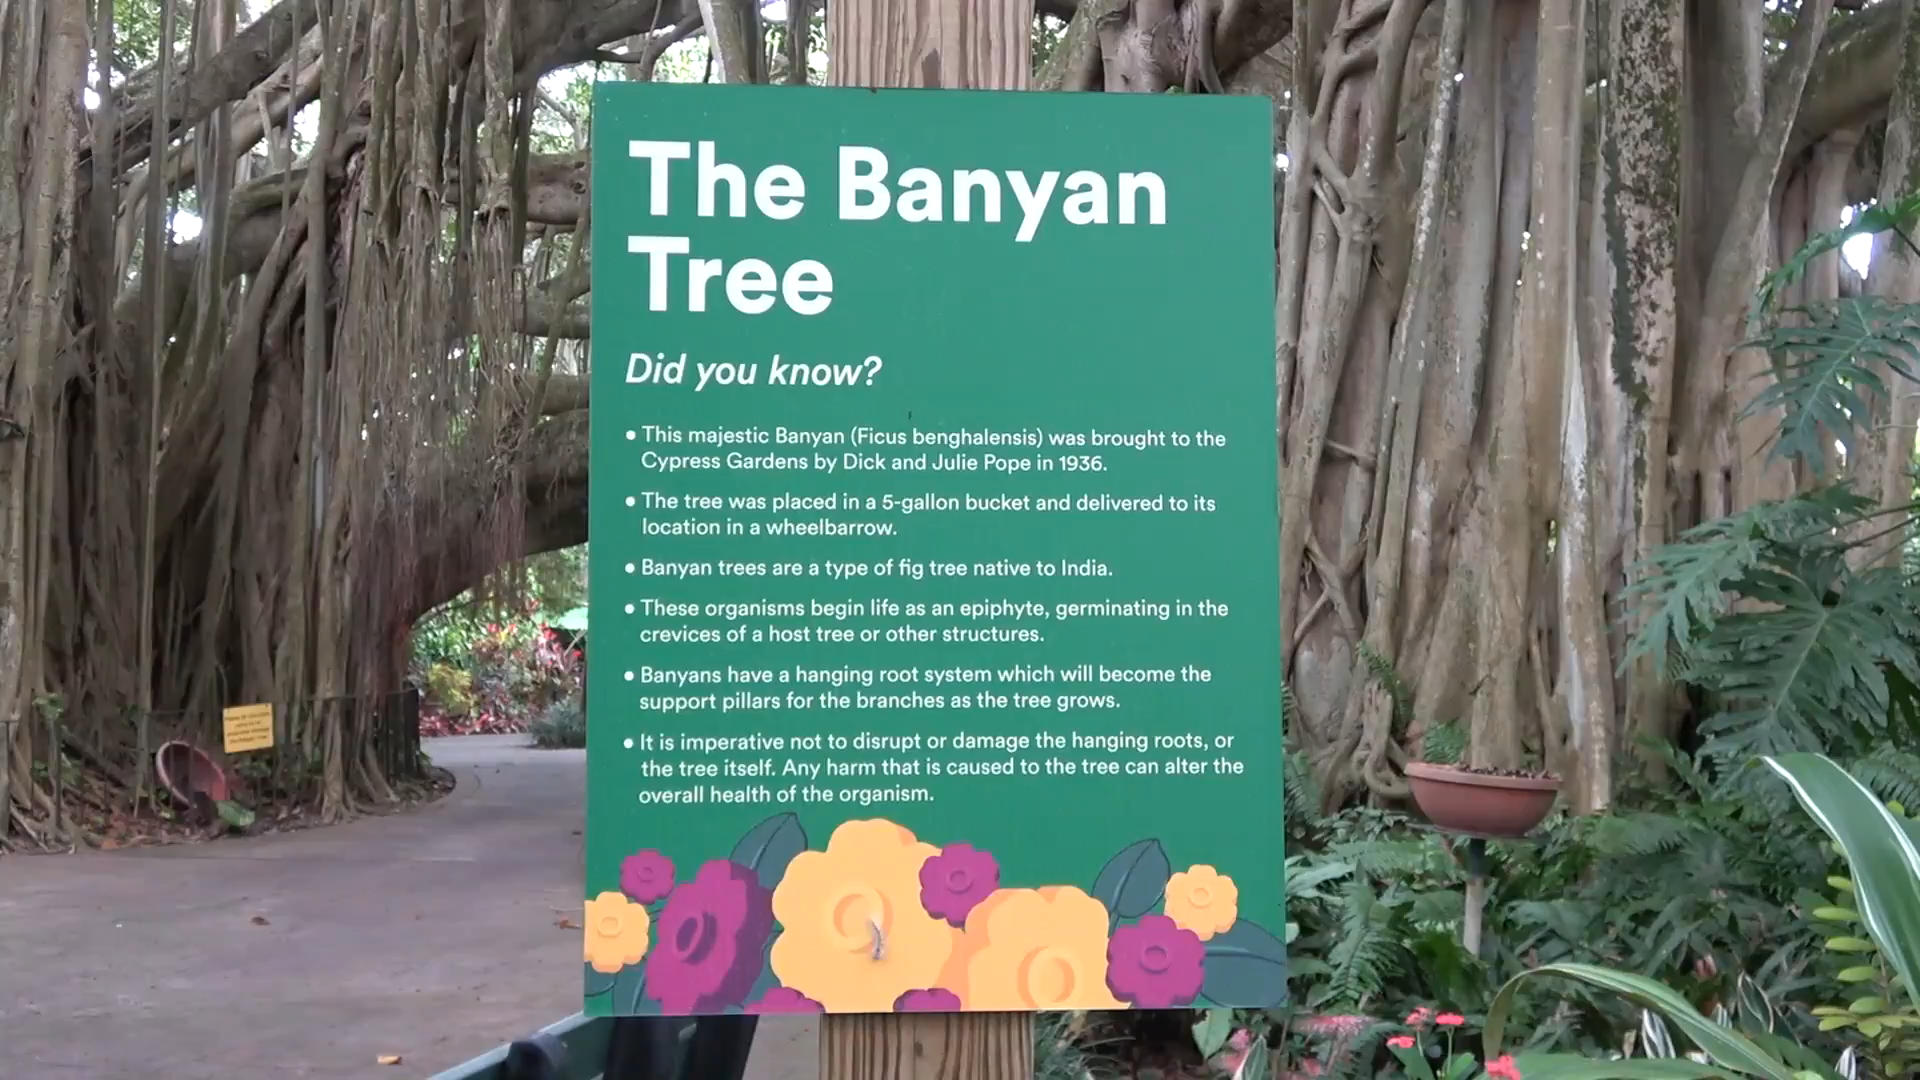 The Banyan
Tree
Did you know?
• This majestic Banyan (Ficus benghalensis) was brought to the
Cypress Gardens by Dick and Julie Pope in 1936.
• The tree was placed in a 5-gallon bucket and delivered to its
location in a wheelbarrow.
• Banyan trees are a type of fig tree native to India.
• These organisms begin life as an epiphyte, germinating in the
crevices of a host tree or other structures.
• Banyans have a hanging root system which will become the
support pillars for the branches as the tree grows.
• It is imperative not to disrupt or damage the hanging roots, or
the tree itself. Any harm that is caused to the tree can alter the
overall health of the organism.